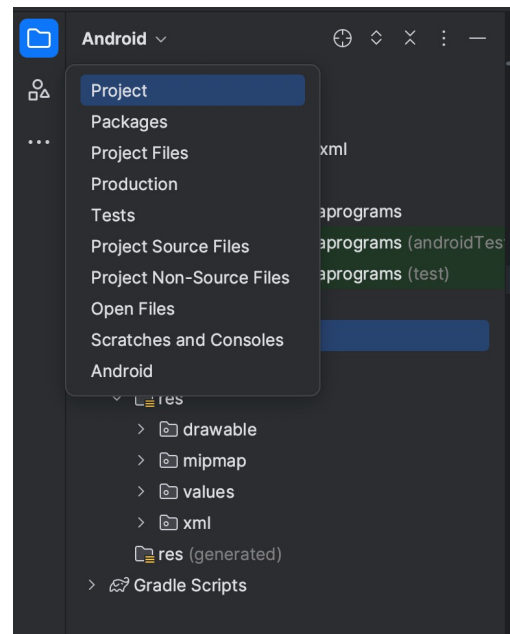 Android
Project
Packages
Project Files
xml
Production
Tests
aprograms
Project Source Files
aprograms (androidTes
Project Non-Source Files
aprograms (test)
Open Files
Scratches and Consoles
Android
res
drawable
mipmap
values
xml
res (generated)
Gradle Scripts